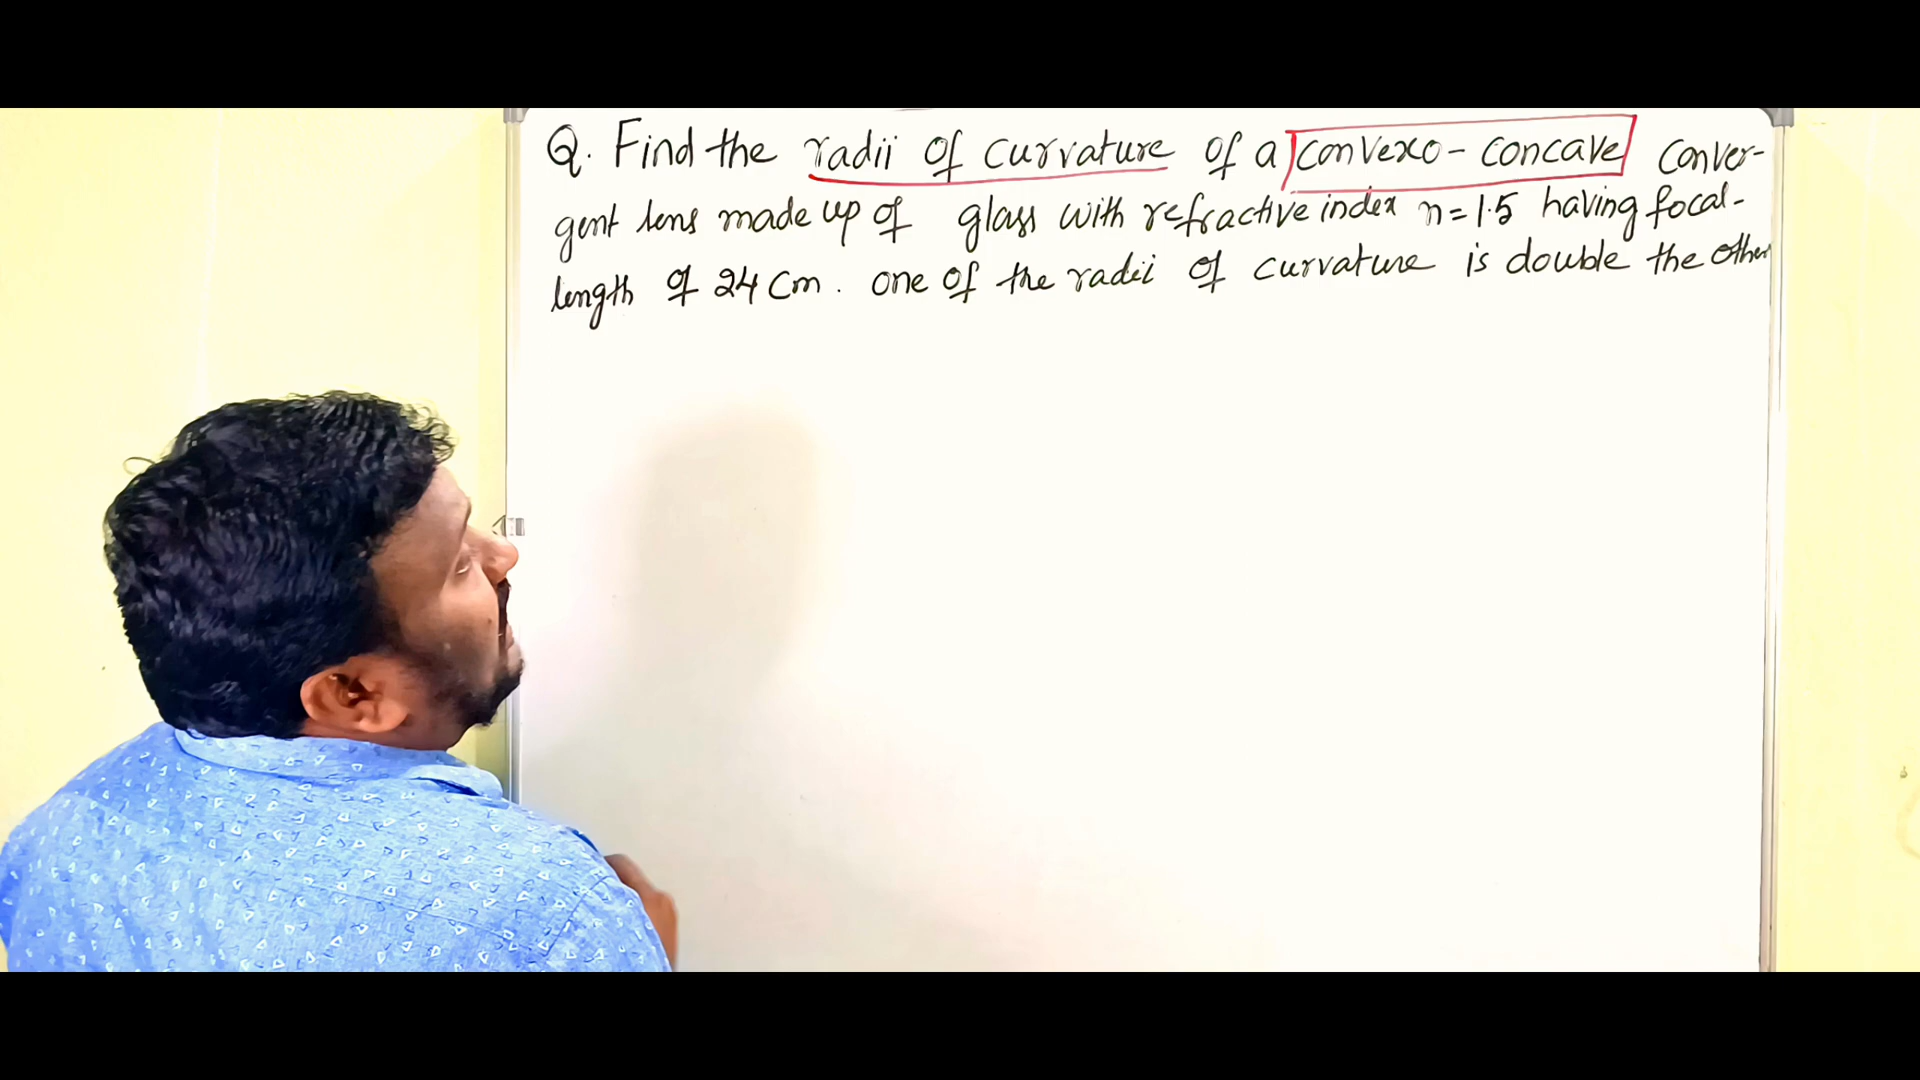 Q. Find the radii of curvature of a convexo - concave conver-
gent lens made up of glass with refractive index n = 1.5 having focal-
length of 24 cm. one of the radii of curvature is double the other